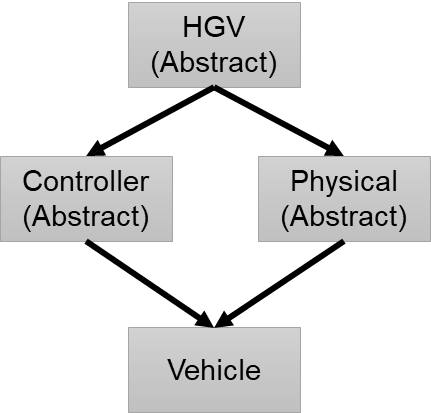 HGV
(Abstract)
Controller
(Abstract)
Physical
(Abstract)
Vehicle